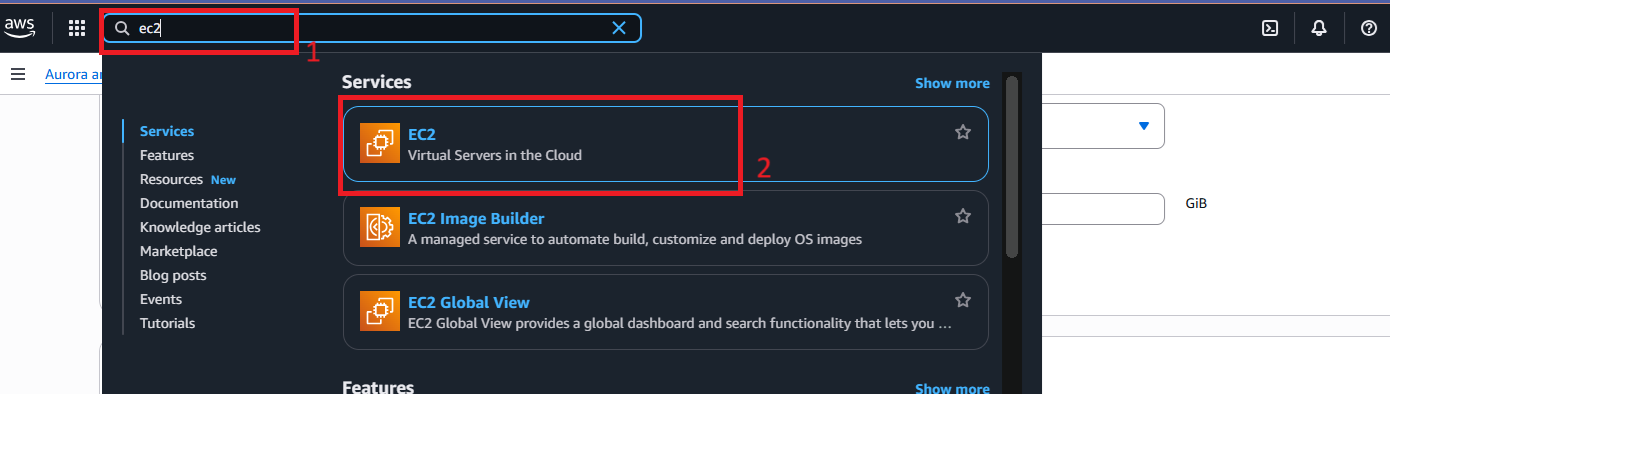 aws
ec2
1
Aurora a
Services
Show more
Services
Features
Resources New
Documentation
Knowledge articles
Marketplace
Blog posts
Events
Tutorials
EC2
Virtual Servers in the Cloud
2
EC2 Image Builder
A managed service to automate build, customize and deploy OS images
EC2 Global View
EC2 Global View provides a global dashboard and search functionality that lets you ...
Features
Show more
GiB